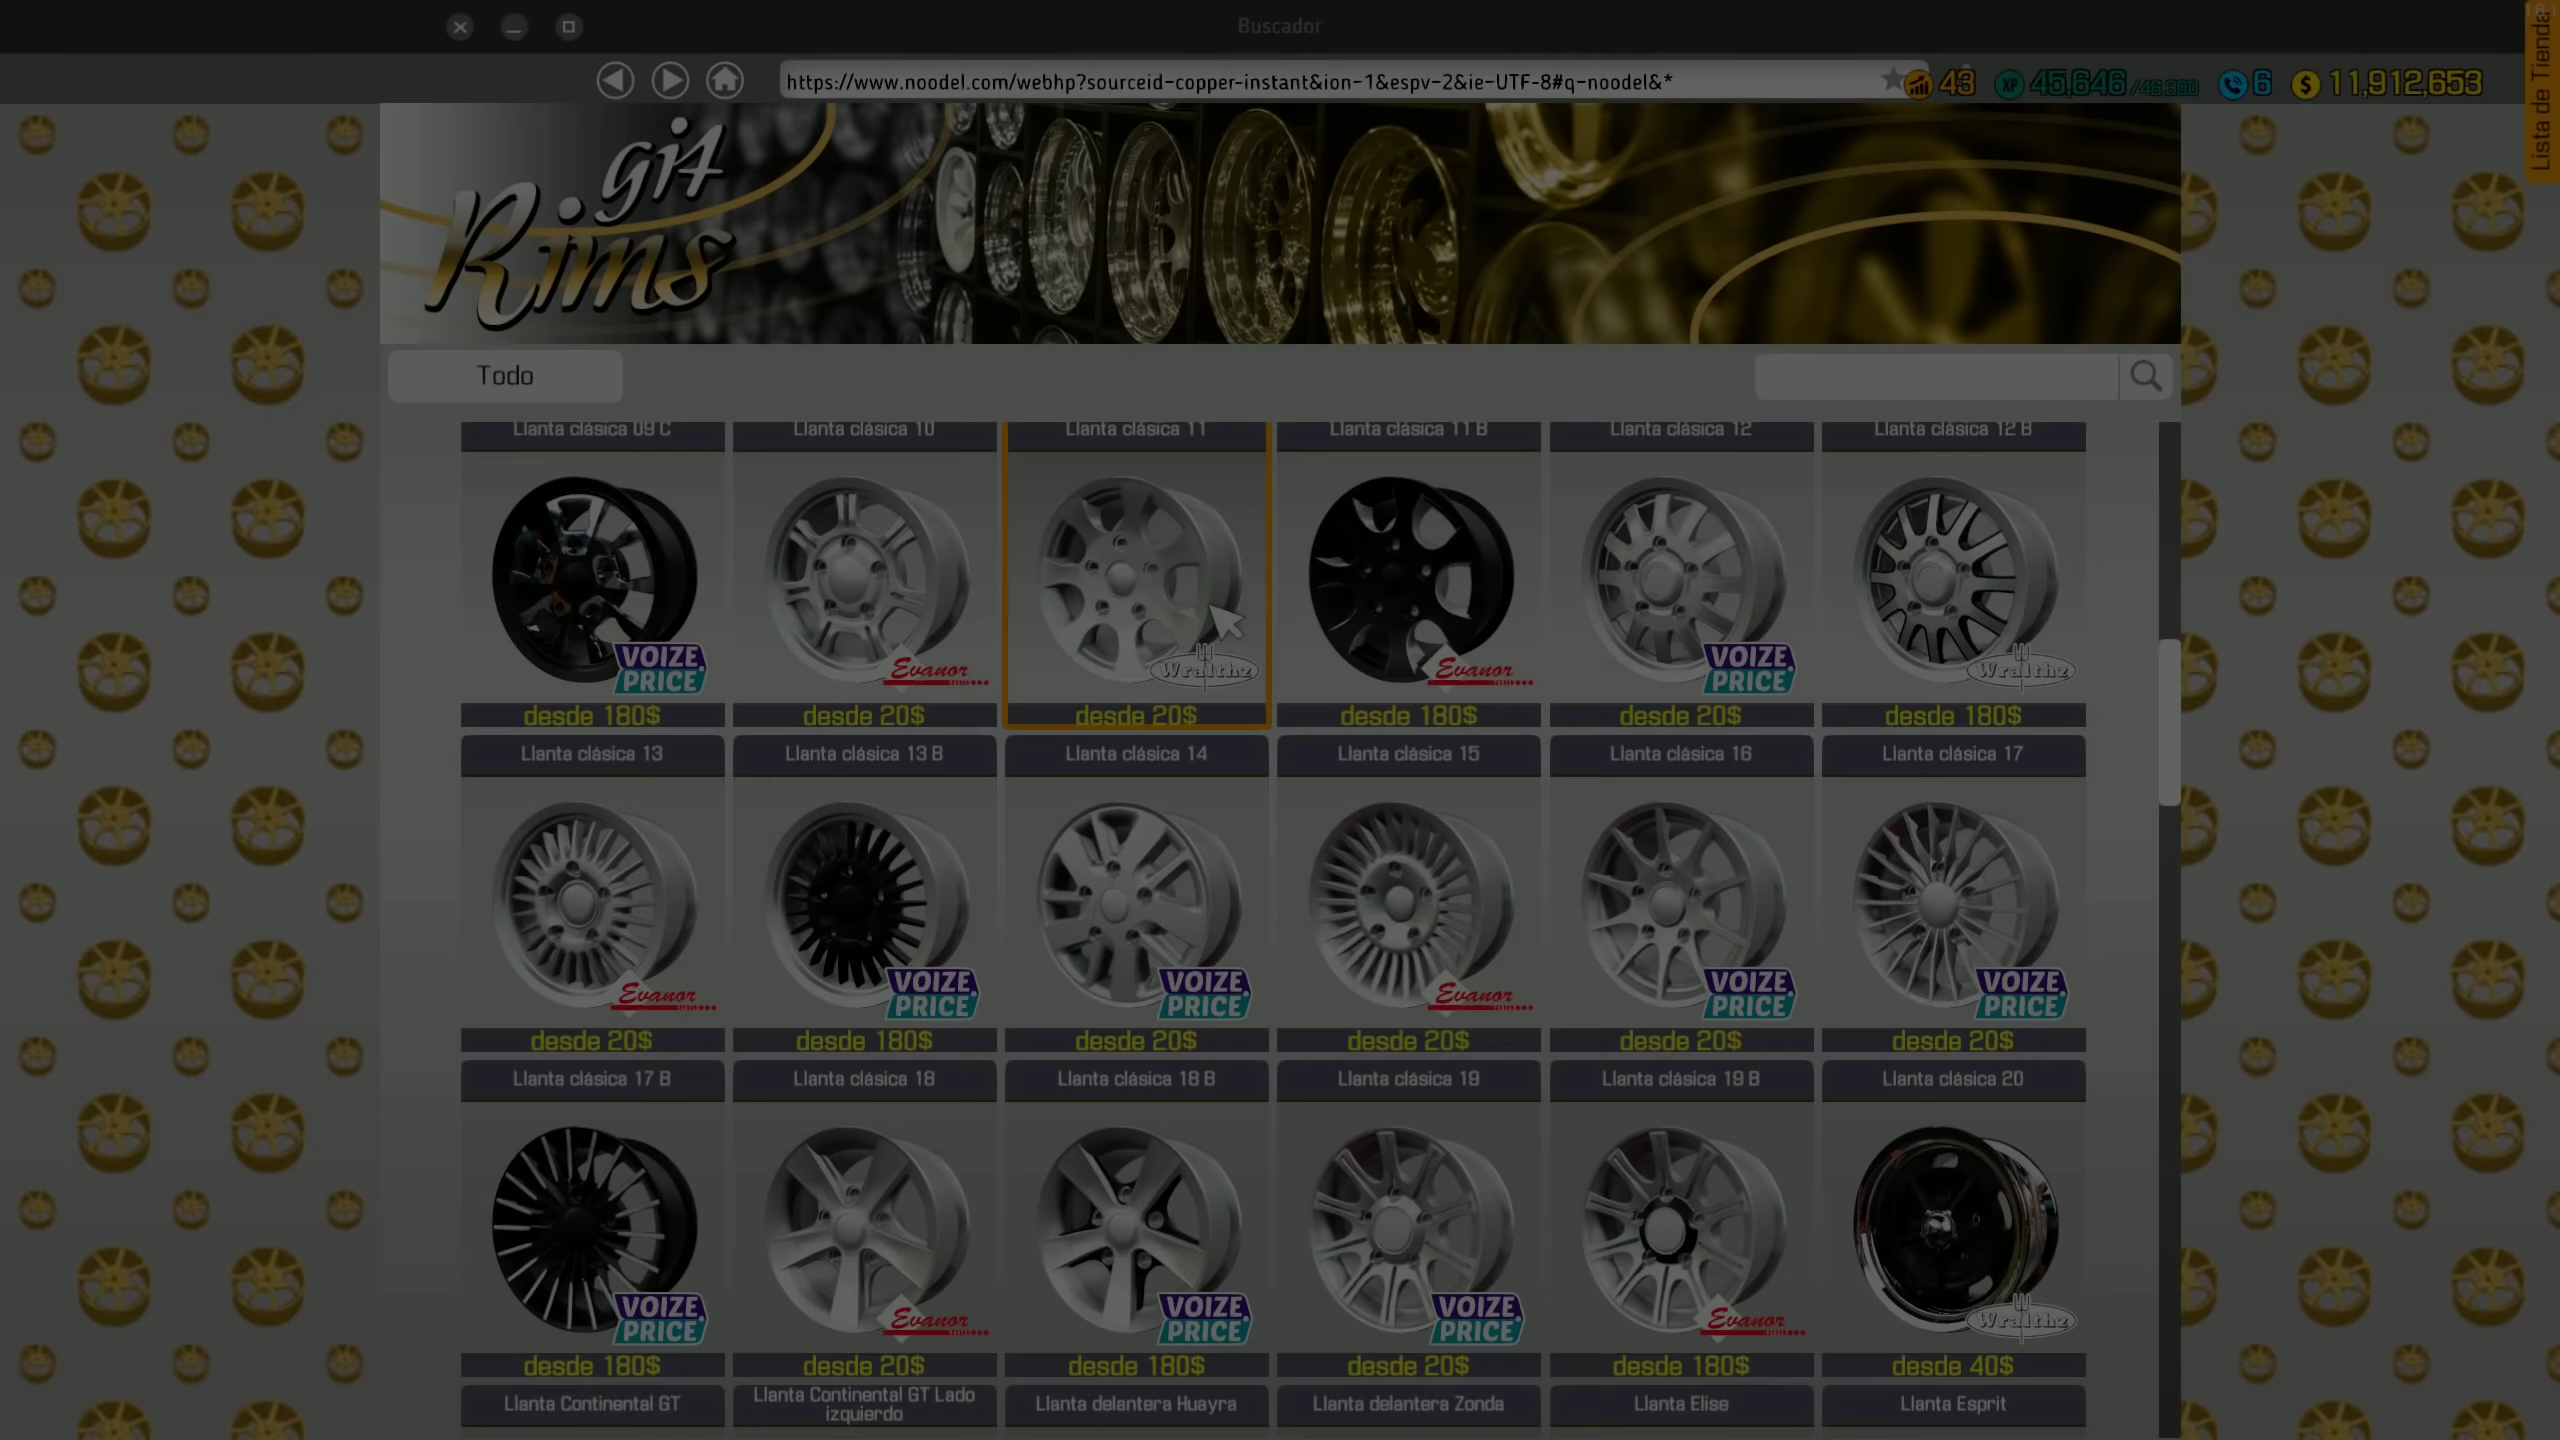 Buscador
https://www.noodel.com/webhp?sourceid-copper-instant&ion-1&espv-2&ie-UTF-8#q-noodel&*
43
XP 45,646 /46,300
6
$ 11,912,653
Lista de Tienda
git
Rims
Todo
Llanta clásica 09 C
Llanta clásica 10
Llanta clásica 11
Llanta clásica 11 B
Llanta clásica 12
Llanta clásica 12 B
VOIZE PRICE
Evanor
Wralthz
Evanor
VOIZE PRICE
Wralthz
desde 180$
desde 20$
desde 20$
desde 180$
desde 20$
desde 180$
Llanta clásica 13
Llanta clásica 13 B
Llanta clásica 14
Llanta clásica 15
Llanta clásica 16
Llanta clásica 17
Evanor
VOIZE PRICE
VOIZE PRICE
Evanor
VOIZE PRICE
VOIZE PRICE
desde 20$
desde 180$
desde 20$
desde 20$
desde 20$
desde 20$
Llanta clásica 17 B
Llanta clásica 18
Llanta clásica 18 B
Llanta clásica 19
Llanta clásica 19 B
Llanta clásica 20
VOIZE PRICE
Evanor
VOIZE PRICE
VOIZE PRICE
Evanor
Wralthz
desde 180$
desde 20$
desde 180$
desde 20$
desde 180$
desde 40$
Llanta Continental GT
Llanta Continental GT Lado
izquierdo
Llanta delantera Huayra
Llanta delantera Zonda
Llanta Elise
Llanta Esprit